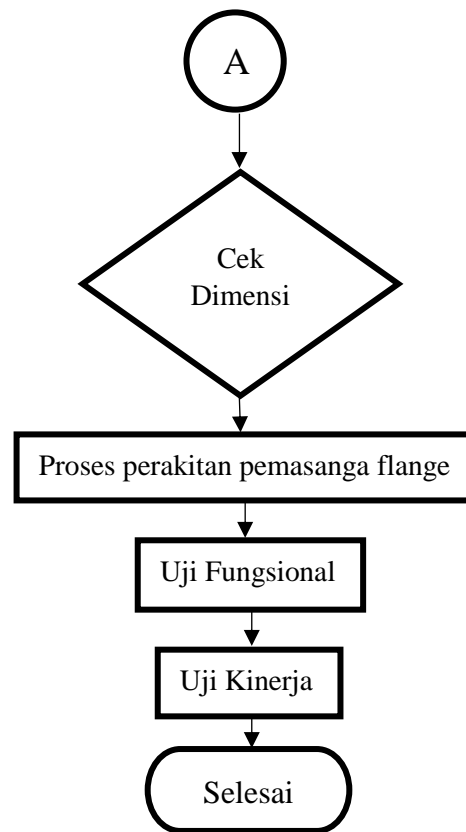 A
Cek
Dimensi
Proses perakitan pemasanga flange
Uji Fungsional
Uji Kinerja
Selesai